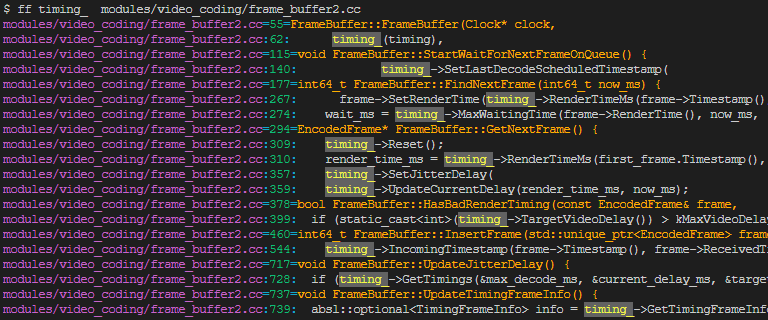 $ ff timing_  modules/video_coding/frame_buffer2.cc
modules/video_coding/frame_buffer2.cc=55=FrameBuffer::FrameBuffer(Clock* clock,
modules/video_coding/frame_buffer2.cc:62:      timing_(timing),
modules/video_coding/frame_buffer2.cc=115=void FrameBuffer::StartWaitForNextFrameOnQueue() {
modules/video_coding/frame_buffer2.cc:140:            timing_->SetLastDecodeScheduledTimestamp(
modules/video_coding/frame_buffer2.cc=177=int64_t FrameBuffer::FindNextFrame(int64_t now_ms) {
modules/video_coding/frame_buffer2.cc:267:      frame->SetRenderTime(timing_->RenderTimeMs(frame->Timestamp()
modules/video_coding/frame_buffer2.cc:274:    wait_ms = timing_->MaxWaitingTime(frame->RenderTime(), now_ms,
modules/video_coding/frame_buffer2.cc=294=EncodedFrame* FrameBuffer::GetNextFrame() {
modules/video_coding/frame_buffer2.cc:309:    timing_->Reset();
modules/video_coding/frame_buffer2.cc:310:    render_time_ms = timing_->RenderTimeMs(first_frame.Timestamp(),
modules/video_coding/frame_buffer2.cc:357:    timing_->SetJitterDelay(
modules/video_coding/frame_buffer2.cc:359:    timing_->UpdateCurrentDelay(render_time_ms, now_ms);
modules/video_coding/frame_buffer2.cc=378=bool FrameBuffer::HasBadRenderTiming(const EncodedFrame& frame,
modules/video_coding/frame_buffer2.cc:399:  if (static_cast<int>(timing_->TargetVideoDelay()) > kMaxVideoDelay
modules/video_coding/frame_buffer2.cc=460=int64_t FrameBuffer::InsertFrame(std::unique_ptr<EncodedFrame> frame
modules/video_coding/frame_buffer2.cc:544:    timing_->IncomingTimestamp(frame->Timestamp(), frame->ReceivedTi
modules/video_coding/frame_buffer2.cc=717=void FrameBuffer::UpdateJitterDelay() {
modules/video_coding/frame_buffer2.cc:728:  if (timing_->GetTimings(&max_decode_ms, &current_delay_ms, &target
modules/video_coding/frame_buffer2.cc=737=void FrameBuffer::UpdateTimingFrameInfo() {
modules/video_coding/frame_buffer2.cc:739:  absl::optional<TimingFrameInfo> info = timing_->GetTimingFrameInfo